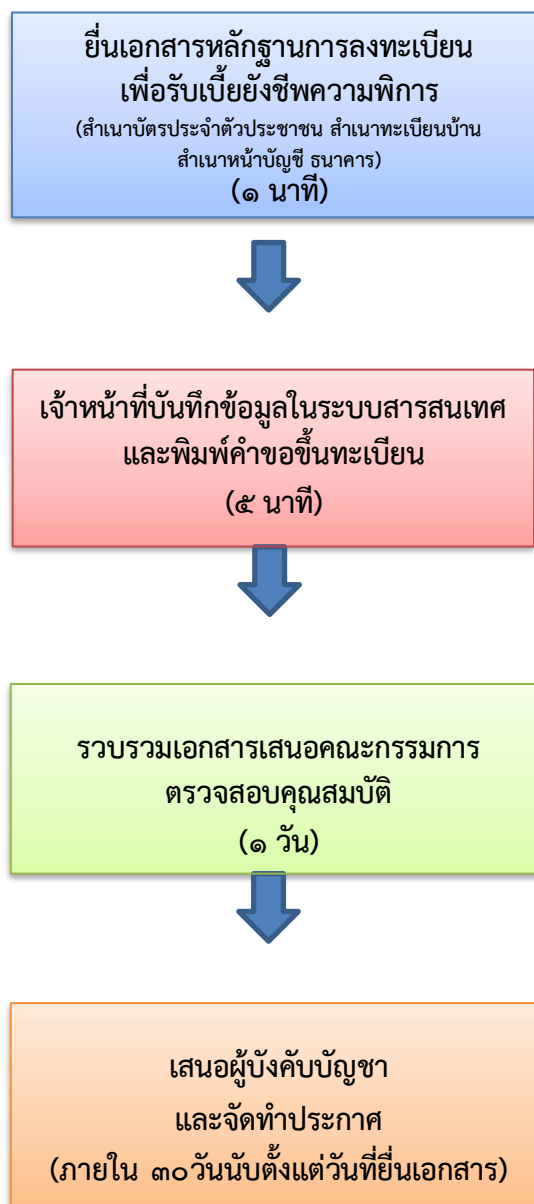 ยื่นเอกสารหลักฐานการลงทะเบียน
เพื่อรับเบี้ยยังชีพความพิการ
(สำเนาบัตรประจำตัวประชาชน สำเนาทะเบียนบ้าน
สำเนาหน้าบัญชี ธนาคาร)
(๑ นาที)
เจ้าหน้าที่บันทึกข้อมูลในระบบสารสนเทศ
และพิมพ์คำขอขึ้นทะเบียน
(๕ นาที)
รวบรวมเอกสารเสนอคณะกรรมการ
ตรวจสอบคุณสมบัติ
(๑ วัน)
เสนอผู้บังคับบัญชา
และจัดทำประกาศ
(ภายใน ๓๐วันนับตั้งแต่วันที่ยื่นเอกสาร)